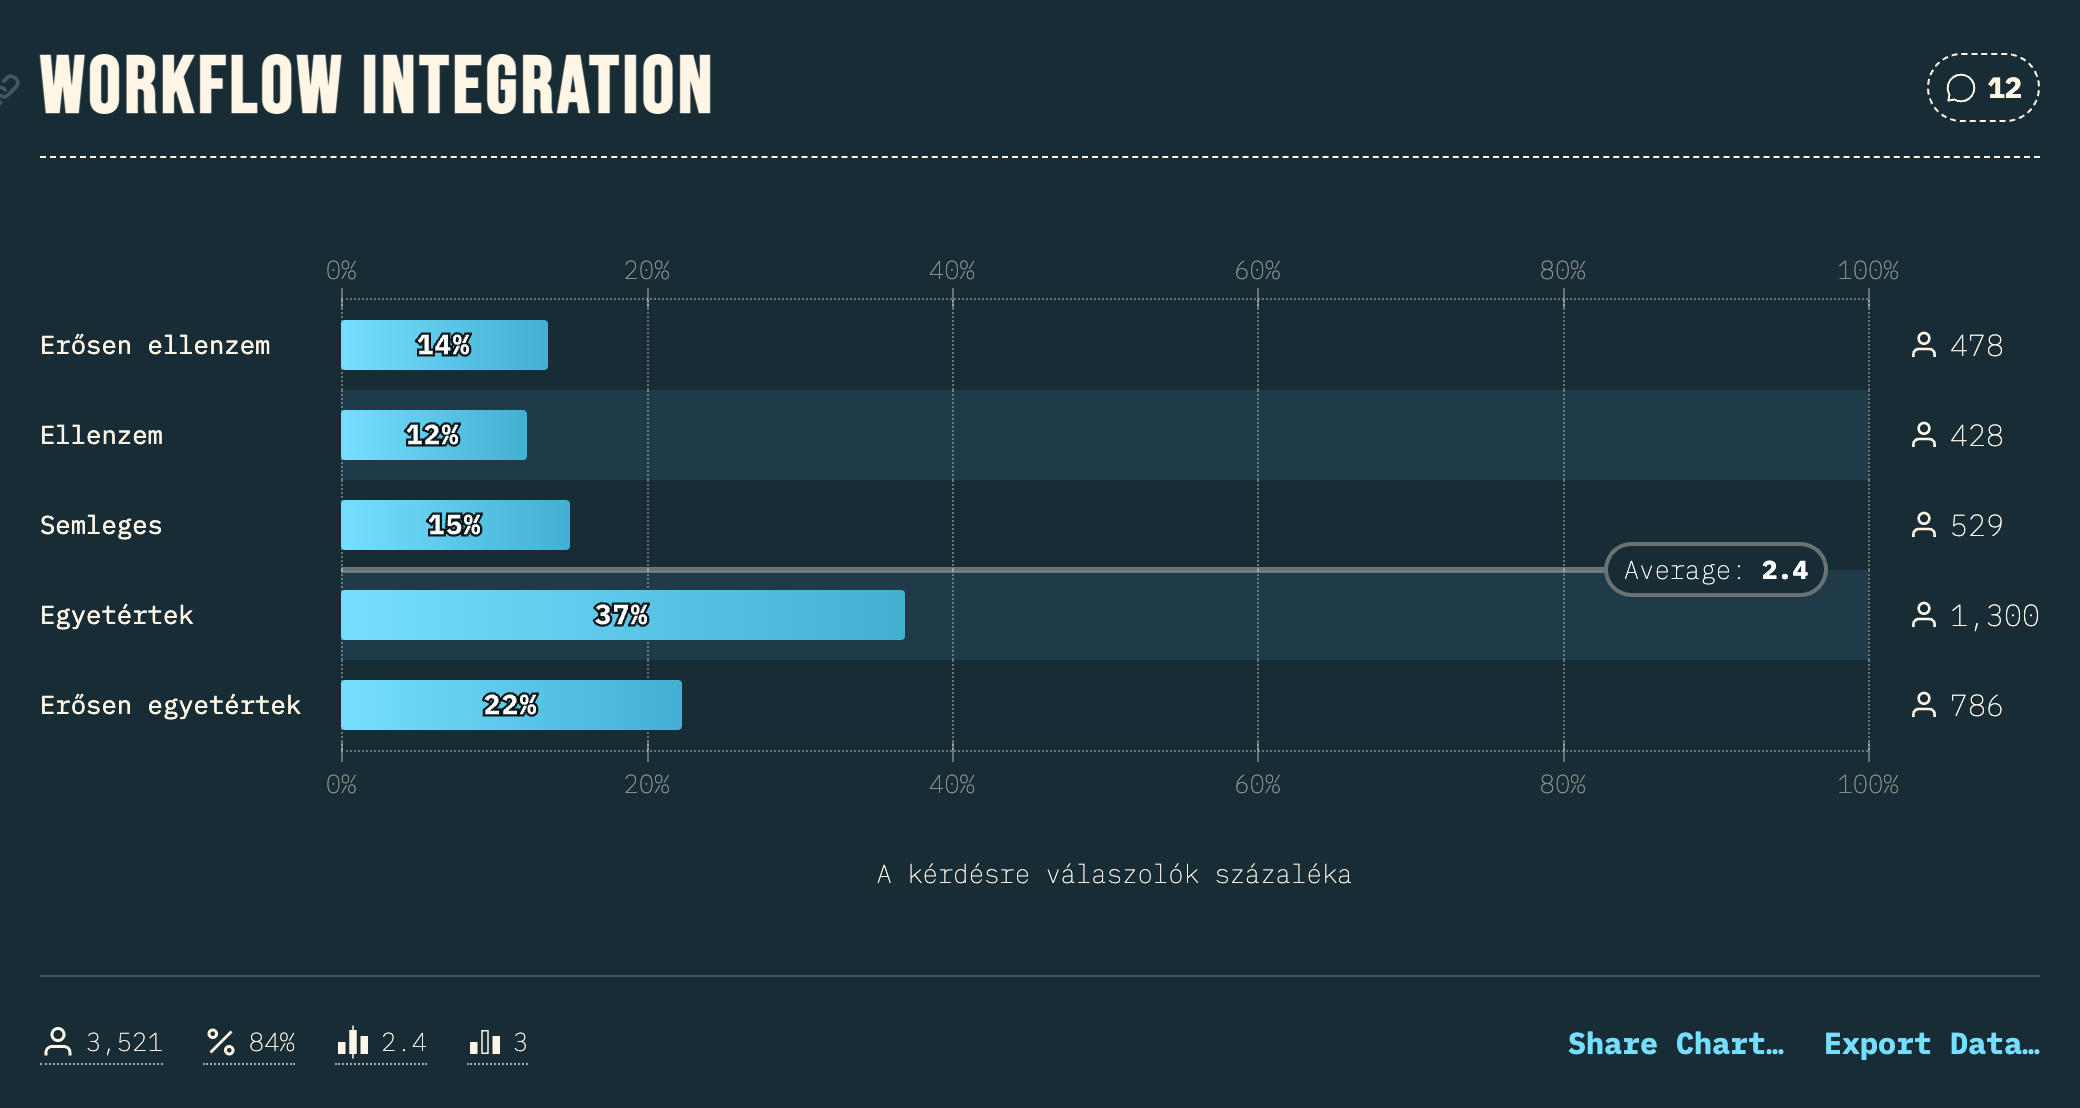 WORKFLOW INTEGRATION
12
0% 20% 40% 60% 80% 100%
Erősen ellenzem 14% 478
Ellenzem 12% 428
Semleges 15% 529
Average: 2.4
Egyetértek 37% 1,300
Erősen egyetértek 22% 786
0% 20% 40% 60% 80% 100%
A kérdésre válaszolók százaléka
3,521 84% 2.4 3 Share Chart… Export Data…